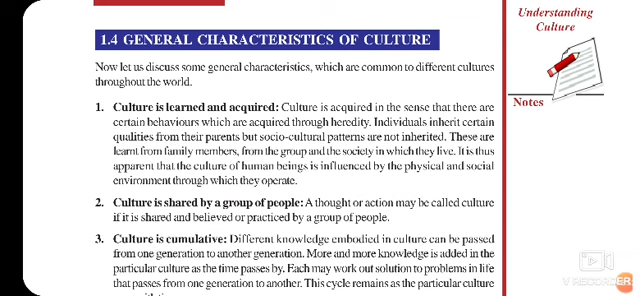 Understanding
Culture
1.4 GENERAL CHARACTERISTICS OF CULTURE
Now let us discuss some general characteristics, which are common to different cultures
throughout the world.
Notes
1. Culture is learned and acquired: Culture is acquired in the sense that there are
certain behaviours which are acquired through heredity. Individuals inherit certain
qualities from their parents but socio-cultural patterns are not inherited. These are
learnt from family members, from the group and the society in which they live. It is thus
apparent that the culture of human beings is influenced by the physical and social
environment through which they operate.
2. Culture is shared by a group of people: A thought or action may be called culture
if it is shared and believed or practiced by a group of people.
3. Culture is cumulative: Different knowledge embodied in culture can be passed
from one generation to another generation. More and more knowledge is added in the
particular culture as the time passes by. Each may work out solution to problems in life
that passes from one generation to another. This cycle remains as the particular culture
V RECORDER